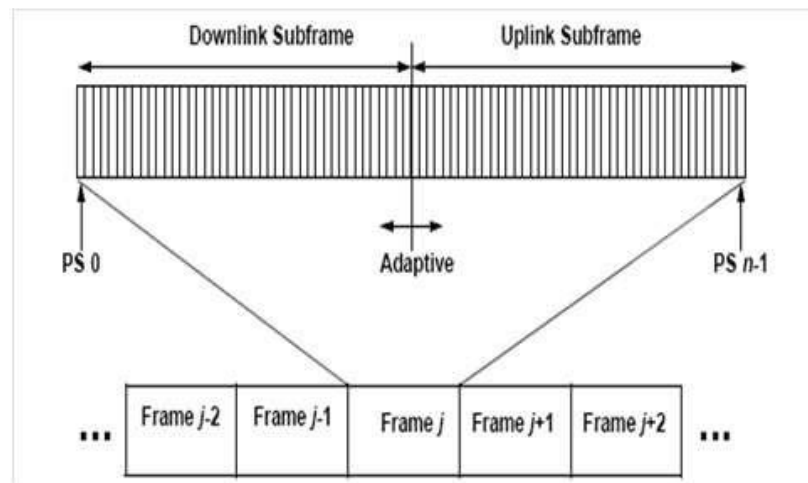 Downlink Subframe Uplink Subframe
PS 0 Adaptive PS n-1
... Frame j-2 Frame j-1 Frame j Frame j+1 Frame j+2 ...